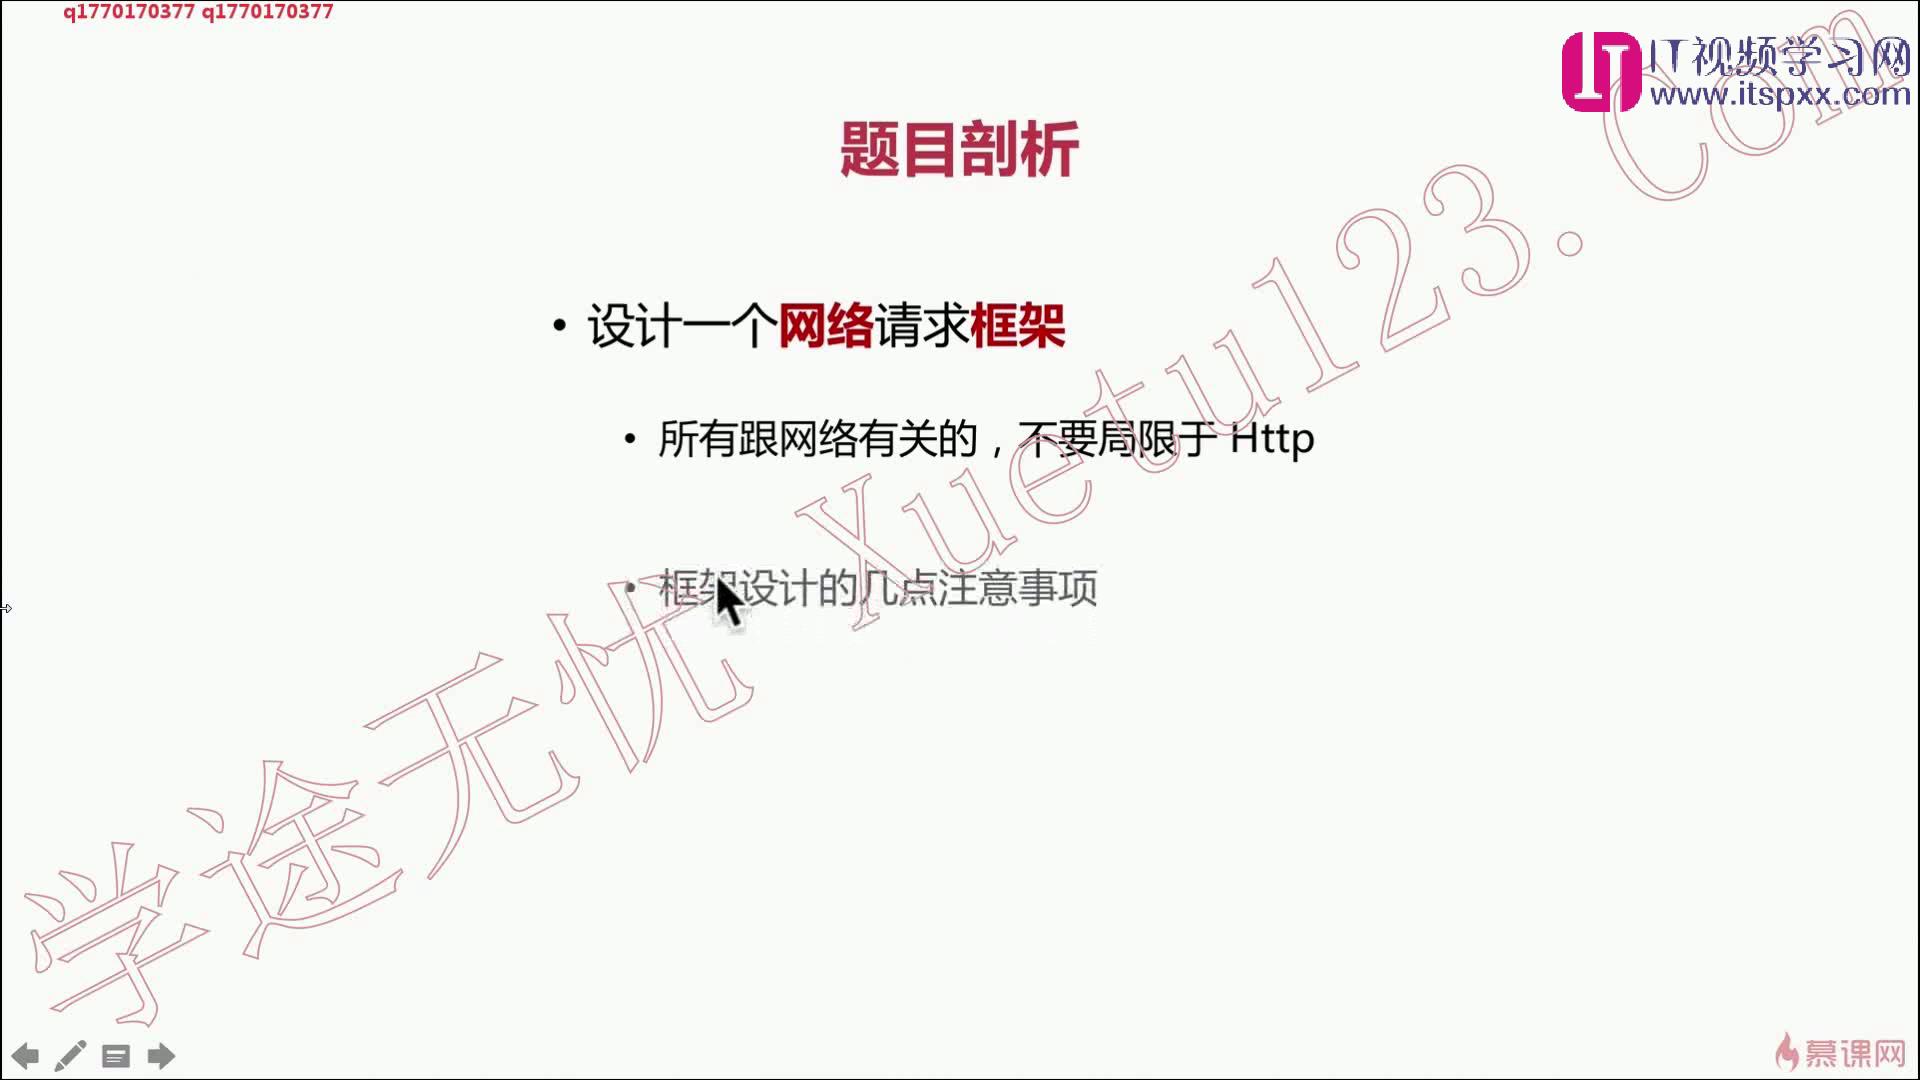 q1770170377 q1770170377
IT视频学习网
www.itspxx.com
题目剖析
• 设计一个网络请求框架
• 所有跟网络有关的，不要局限于 Http
• 框架设计的几点注意事项
学途无忧 Xuetu123.Com
慕课网